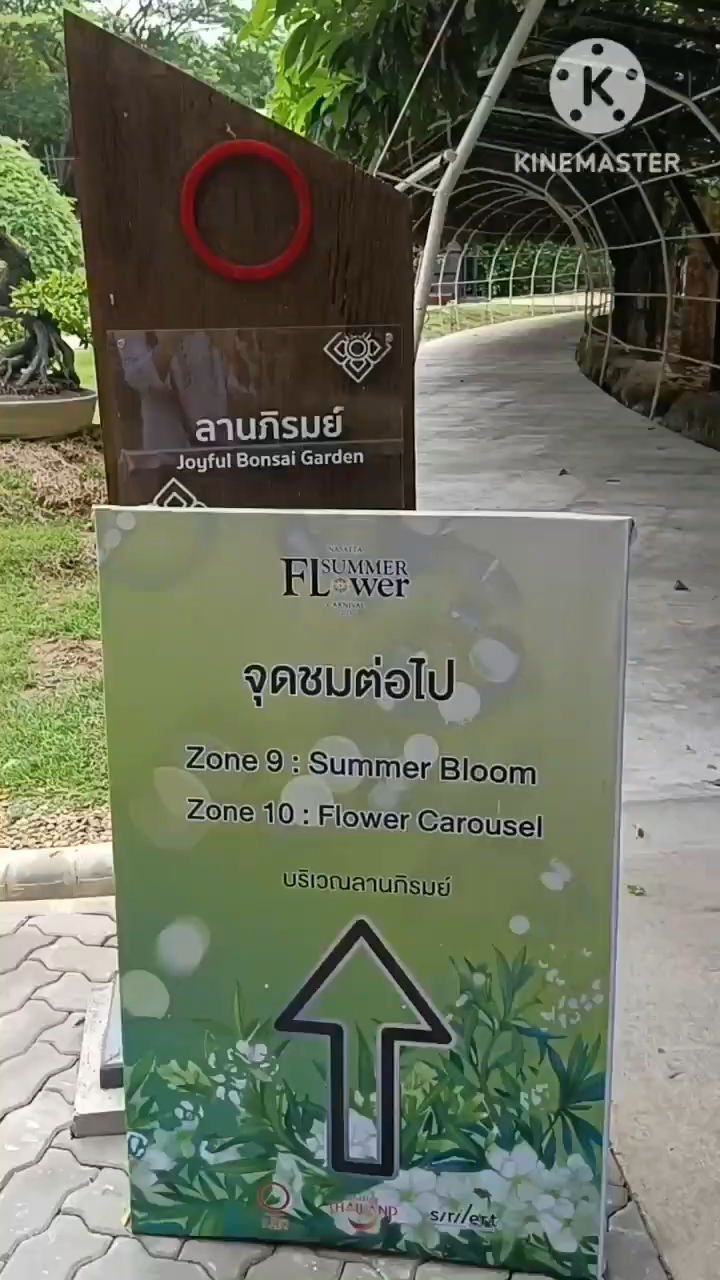 KINEMASTER
ลานภิรมย์
Joyful Bonsai Garden
NASATTA
SUMMER
FLower
CARNIVAL
จุดชมต่อไป
Zone 9 : Summer Bloom
Zone 10 : Flower Carousel
บริเวณลานภิรมย์
THAILAND